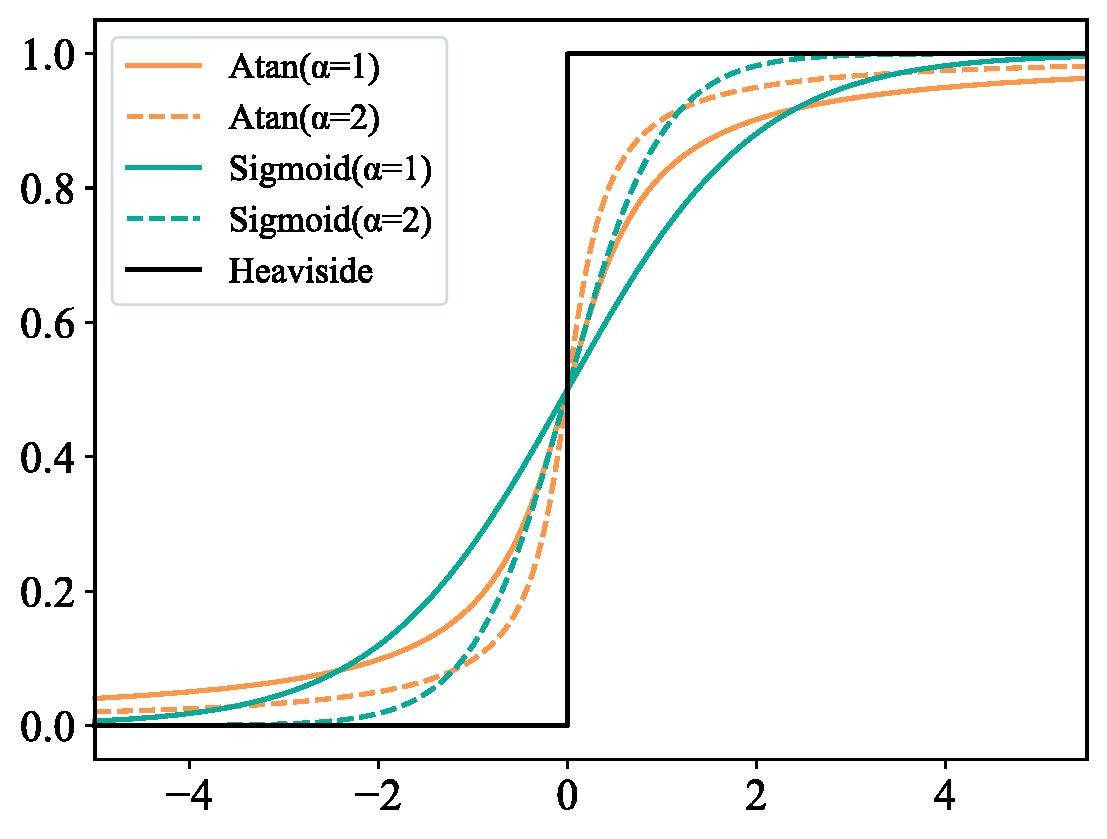 1.0
0.8
0.6
0.4
0.2
0.0
Atan(α=1)
Atan(α=2)
Sigmoid(α=1)
Sigmoid(α=2)
Heaviside
−4 −2 0 2 4